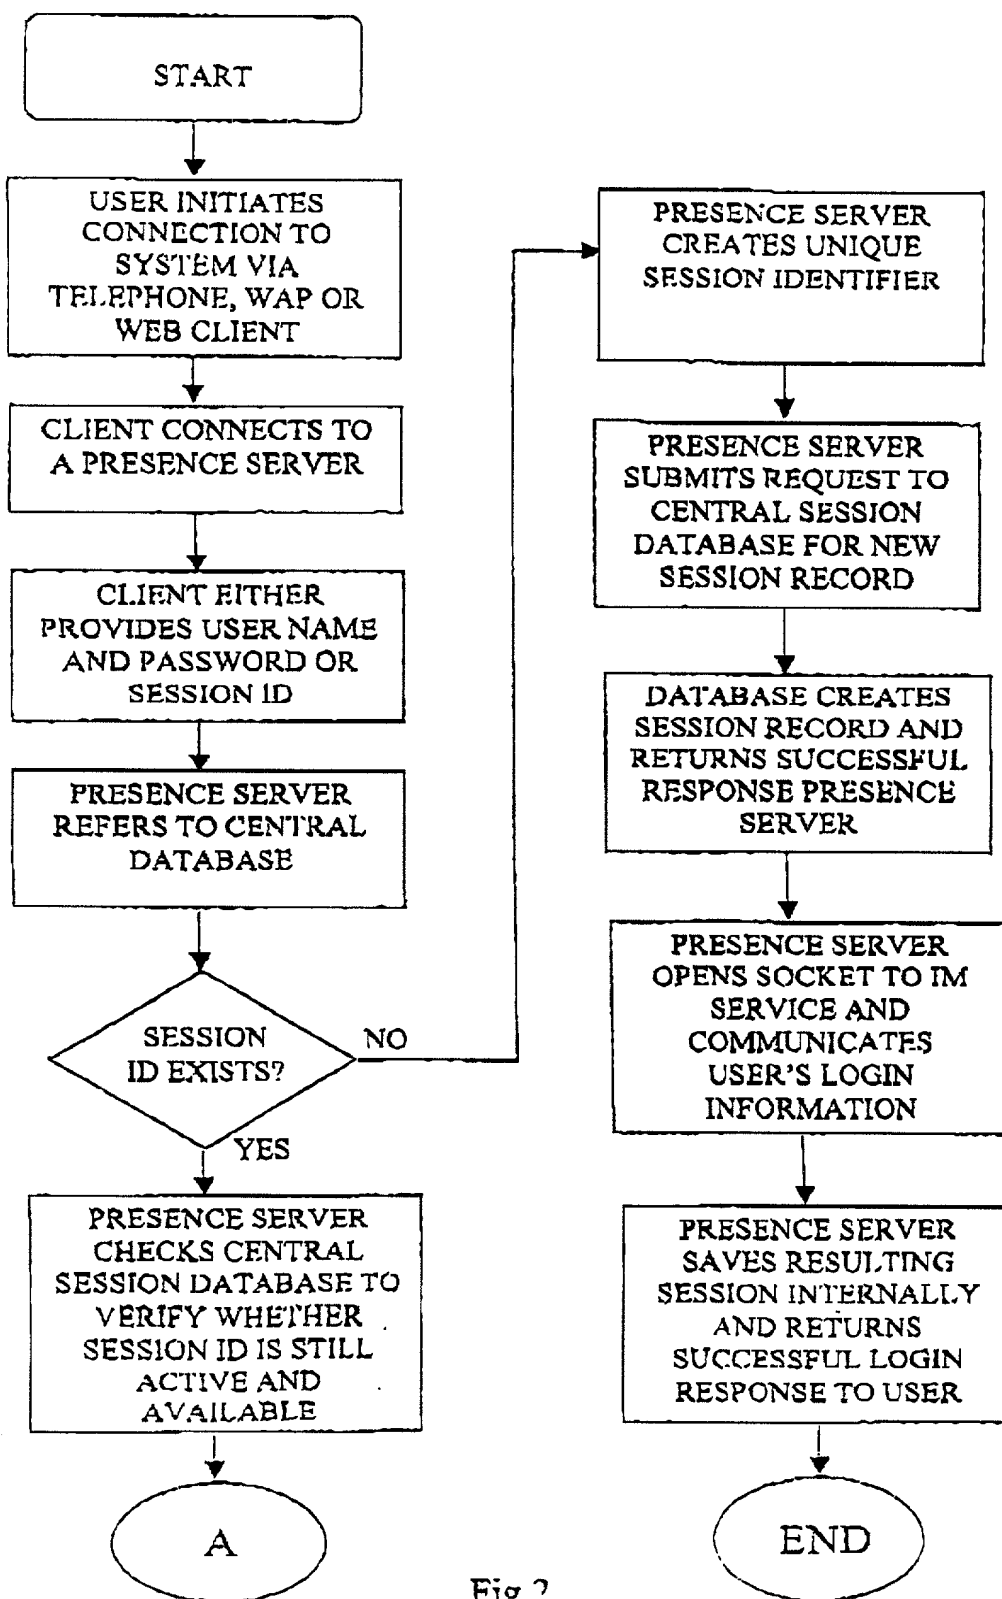 START
USER INITIATES
CONNECTION TO
SYSTEM VIA
TELEPHONE, WAP OR
WEB CLIENT
CLIENT CONNECTS TO
A PRESENCE SERVER
CLIENT EITHER
PROVIDES USER NAME
AND PASSWORD OR
SESSION ID
PRESENCE SERVER
REFERS TO CENTRAL
DATABASE
SESSION
ID EXISTS?
NO
YES
PRESENCE SERVER
CHECKS CENTRAL
SESSION DATABASE TO
VERIFY WHETHER
SESSION ID IS STILL
ACTIVE AND
AVAILABLE
A
PRESENCE SERVER
CREATES UNIQUE
SESSION IDENTIFIER
PRESENCE SERVER
SUBMITS REQUEST TO
CENTRAL SESSION
DATABASE FOR NEW
SESSION RECORD
DATABASE CREATES
SESSION RECORD AND
RETURNS SUCCESSFUL
RESPONSE PRESENCE
SERVER
PRESENCE SERVER
OPENS SOCKET TO IM
SERVICE AND
COMMUNICATES
USER'S LOGIN
INFORMATION
PRESENCE SERVER
SAVES RESULTING
SESSION INTERNALLY
AND RETURNS
SUCCESSFUL LOGIN
RESPONSE TO USER
END
Fig 2